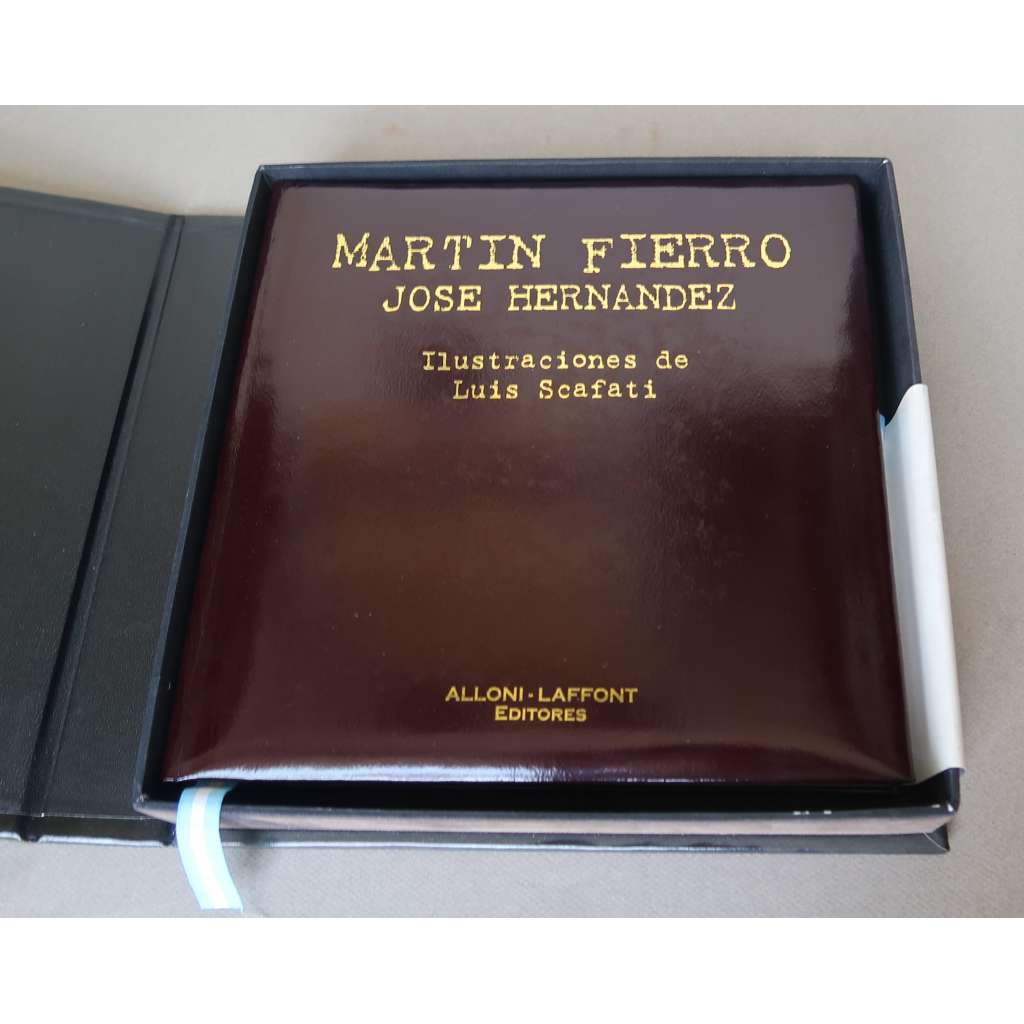 MARTIN FIERRO
JOSE HERNANDEZ
Ilustraciones de
Luis Scafati
ALLONI - LAFFONT
EDITORES